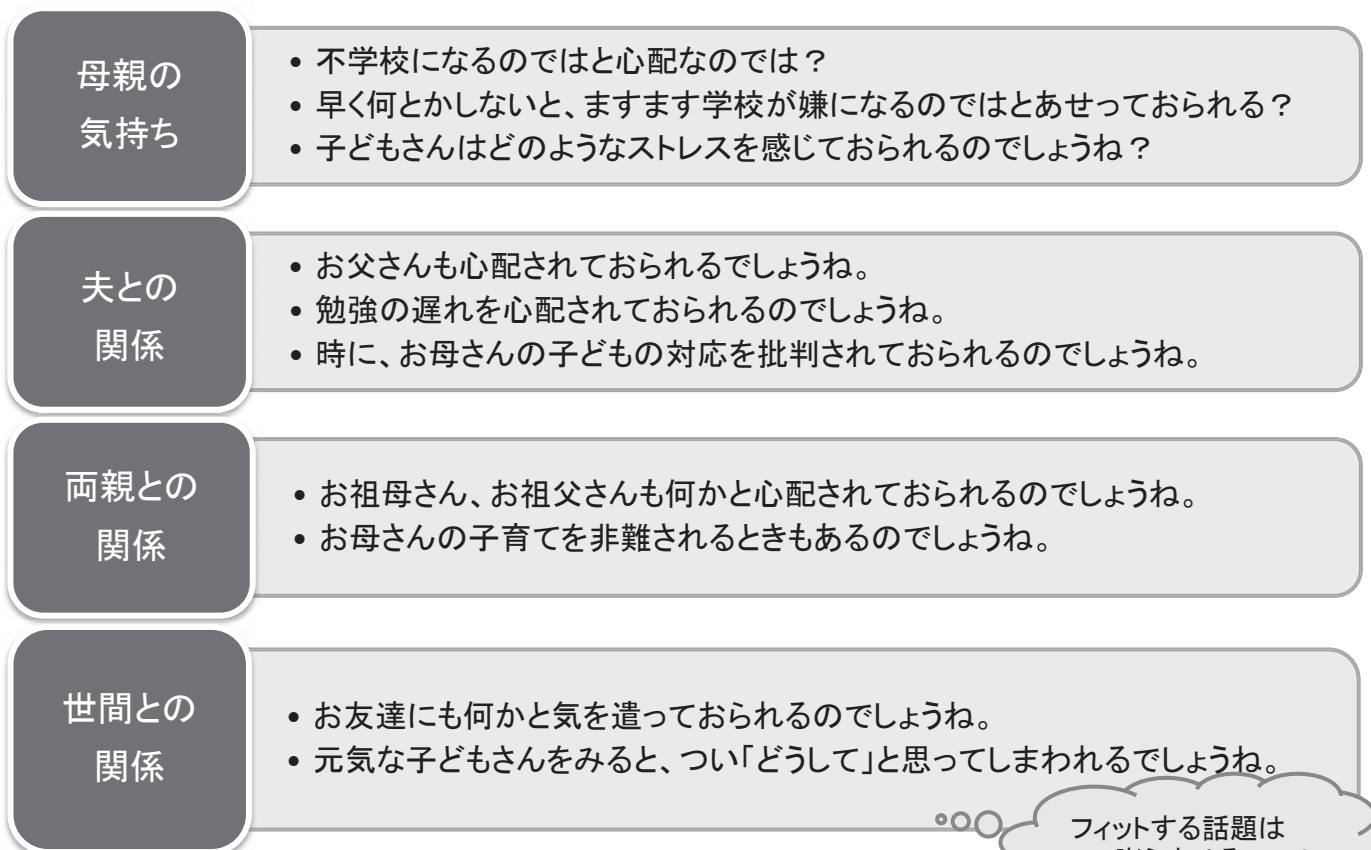 母親の
気持ち
• 不学校になるのではと心配なのでは？
• 早く何とかしないと、ますます学校が嫌になるのではとあせっておられる？
• 子どもさんはどのようなストレスを感じておられるのでしょうね？
夫との
関係
• お父さんも心配されておられるでしょうね。
• 勉強の遅れを心配されておられるのでしょうね。
• 時に、お母さんの子どもの対応を批判されておられるのでしょうね。
両親との
関係
• お祖母さん、お祖父さんも何かと心配されておられるのでしょうね。
• お母さんの子育てを非難されるときもあるのでしょうね。
世間との
関係
• お友達にも何かと気を遣っておられるのでしょうね。
• 元気な子どもさんをみると、つい「どうして」と思ってしまわれるでしょうね。
フィットする話題は